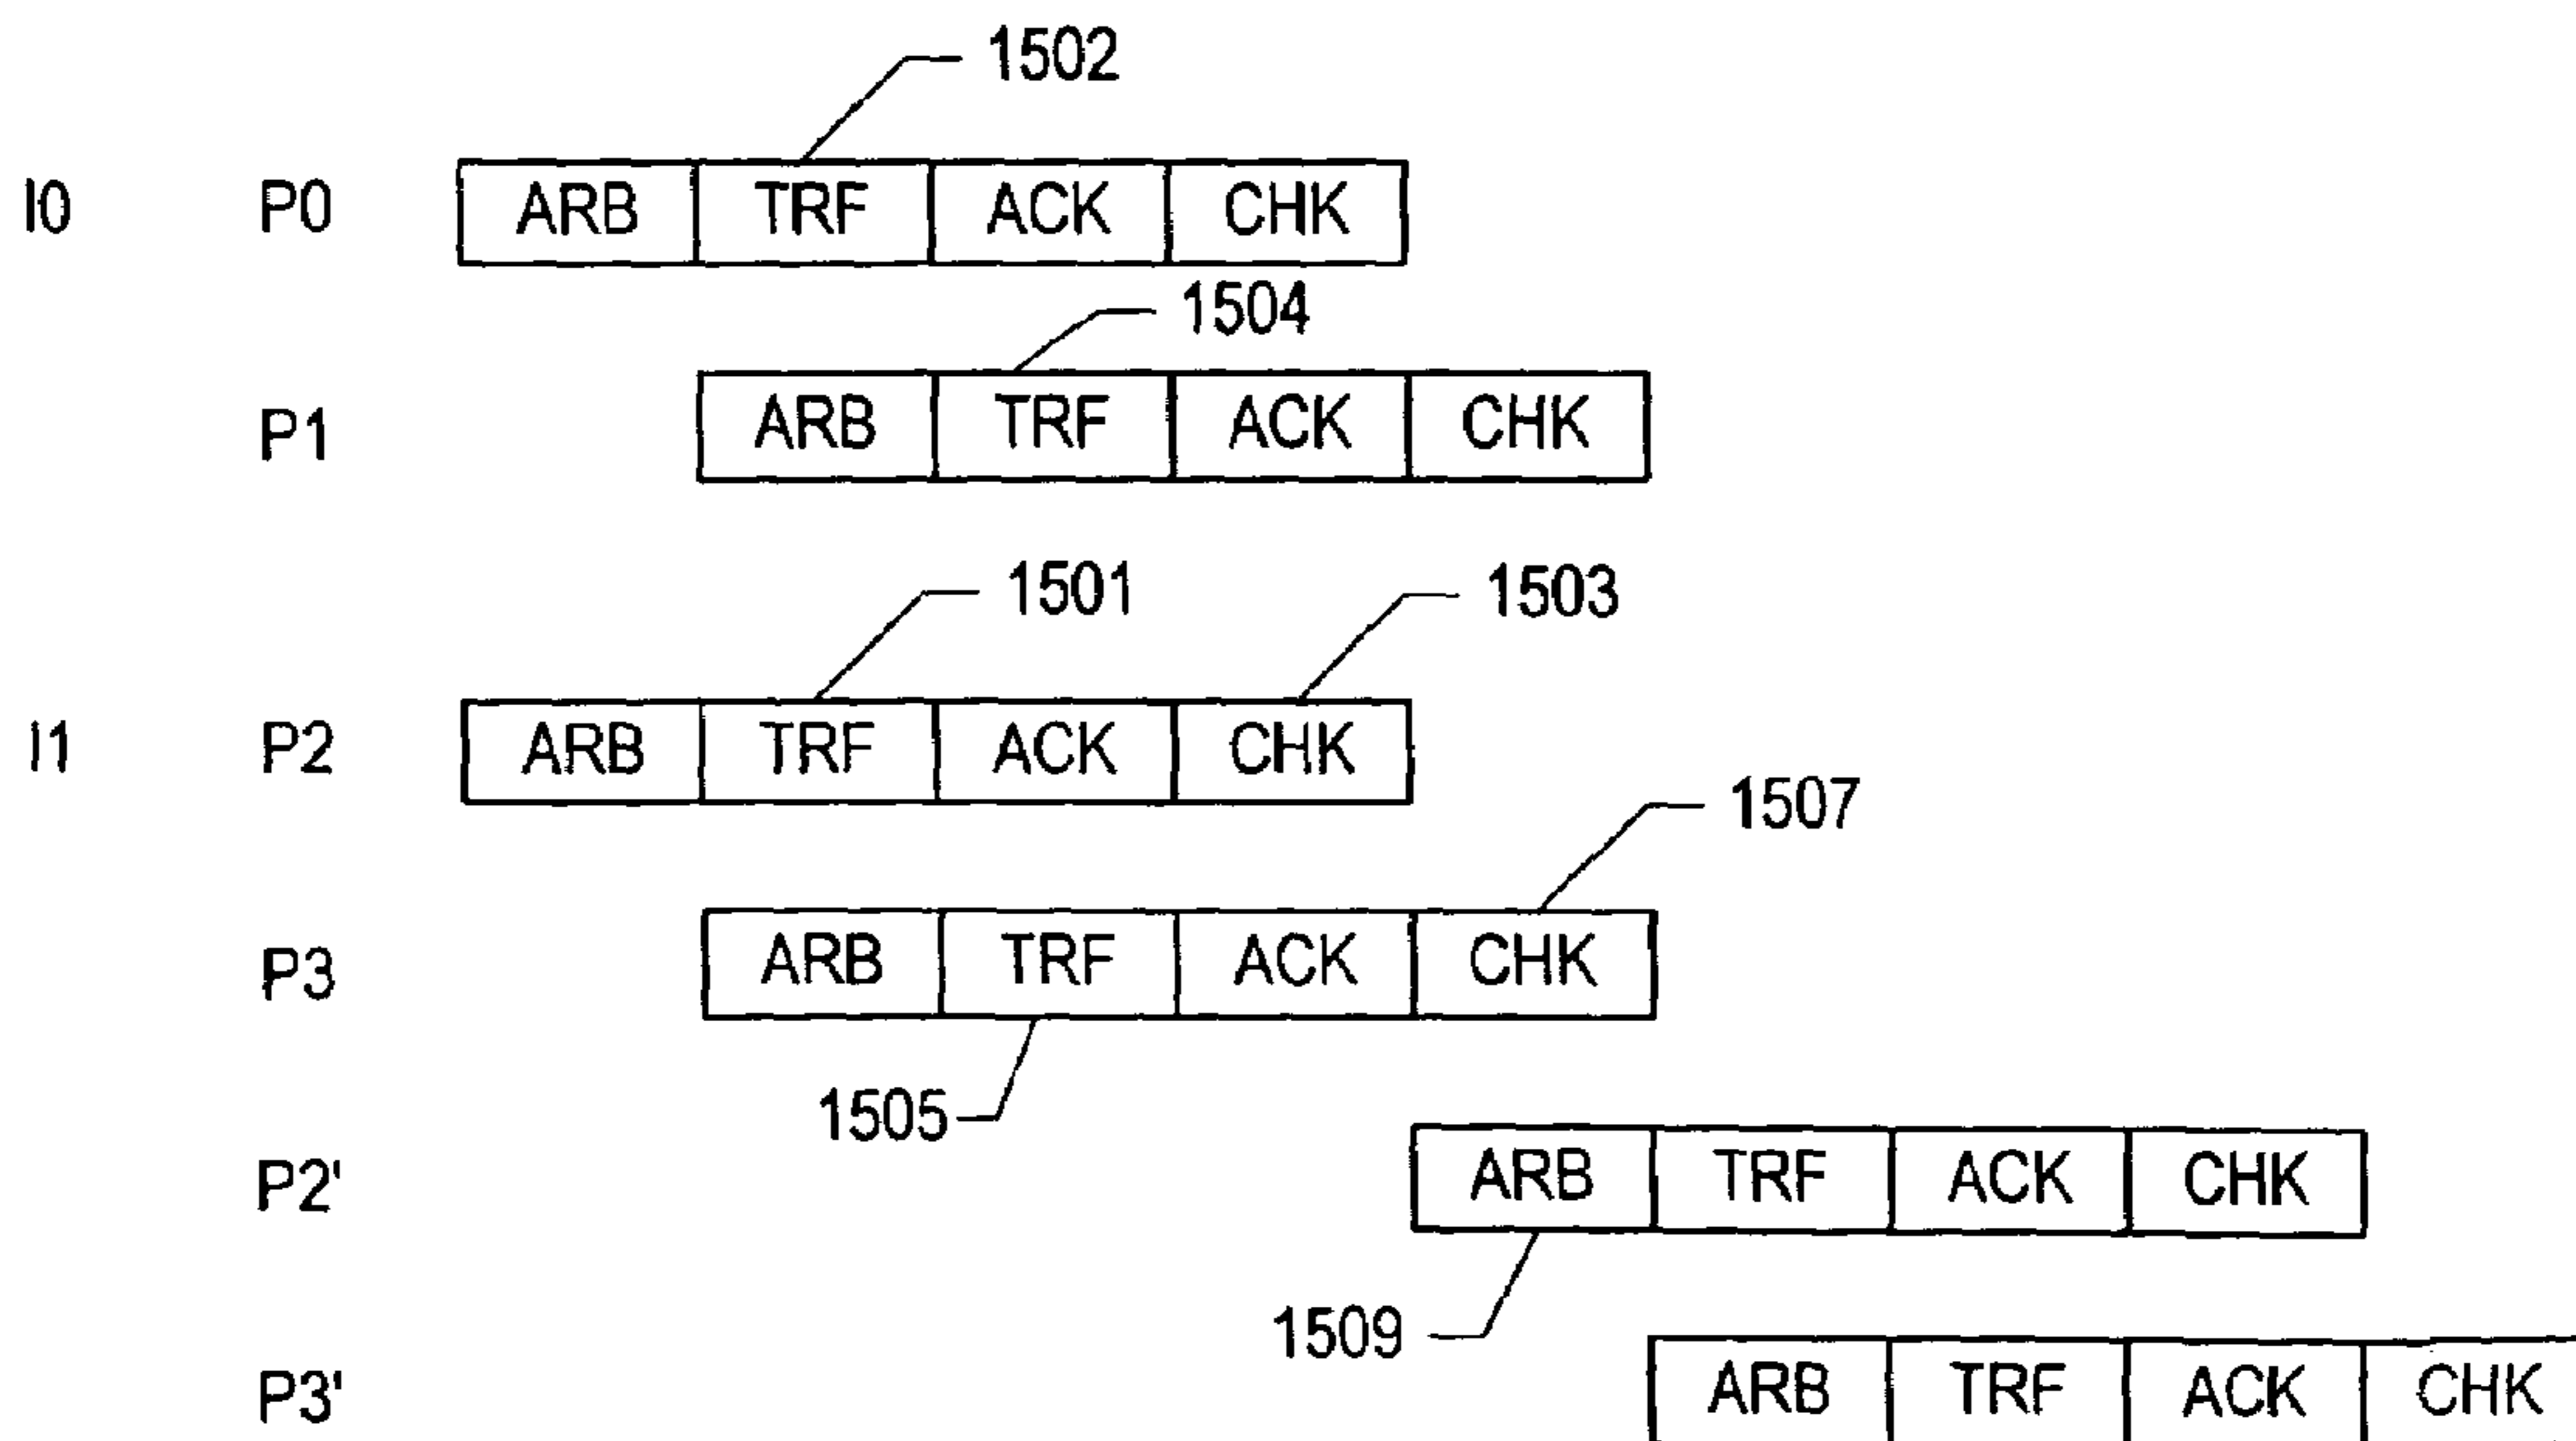 1502
I0 P0 ARB TRF ACK CHK
1504
P1 ARB TRF ACK CHK
1501 1503
I1 P2 ARB TRF ACK CHK
1507
P3 ARB TRF ACK CHK
1505
P2' ARB TRF ACK CHK
1509
P3' ARB TRF ACK CHK